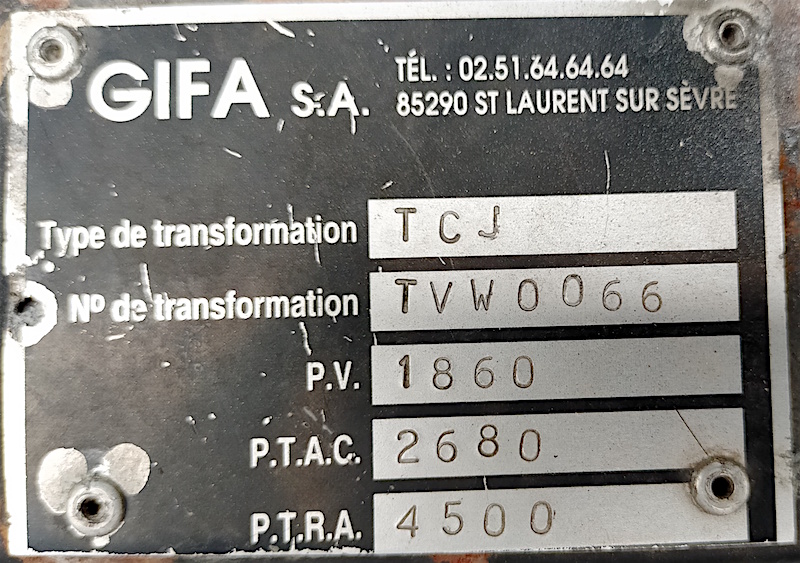 GIFA S.A.
TÉL. : 02.51.64.64.64
85290 ST LAURENT SUR SÈVRE
Type de transformation TCJ
Nº de transformation TVW0066
P.V. 1860
P.T.A.C. 2680
P.T.R.A. 4500